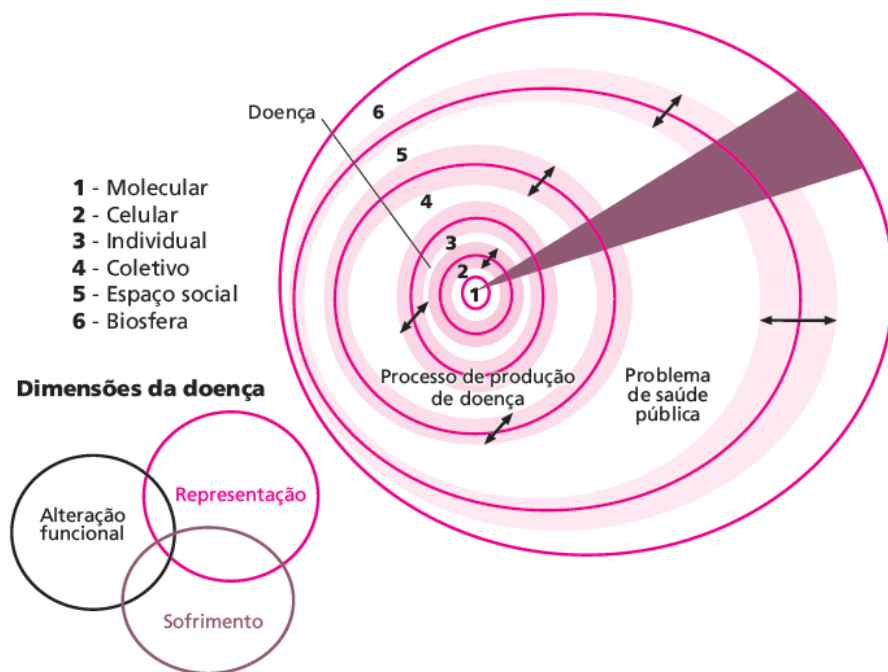 Doença
6
5
4
3
2
1
1 - Molecular
2 - Celular
3 - Individual
4 - Coletivo
5 - Espaço social
6 - Biosfera
Processo de produção
de doença
Problema
de saúde
pública
Dimensões da doença
Representação
Alteração
funcional
Sofrimento